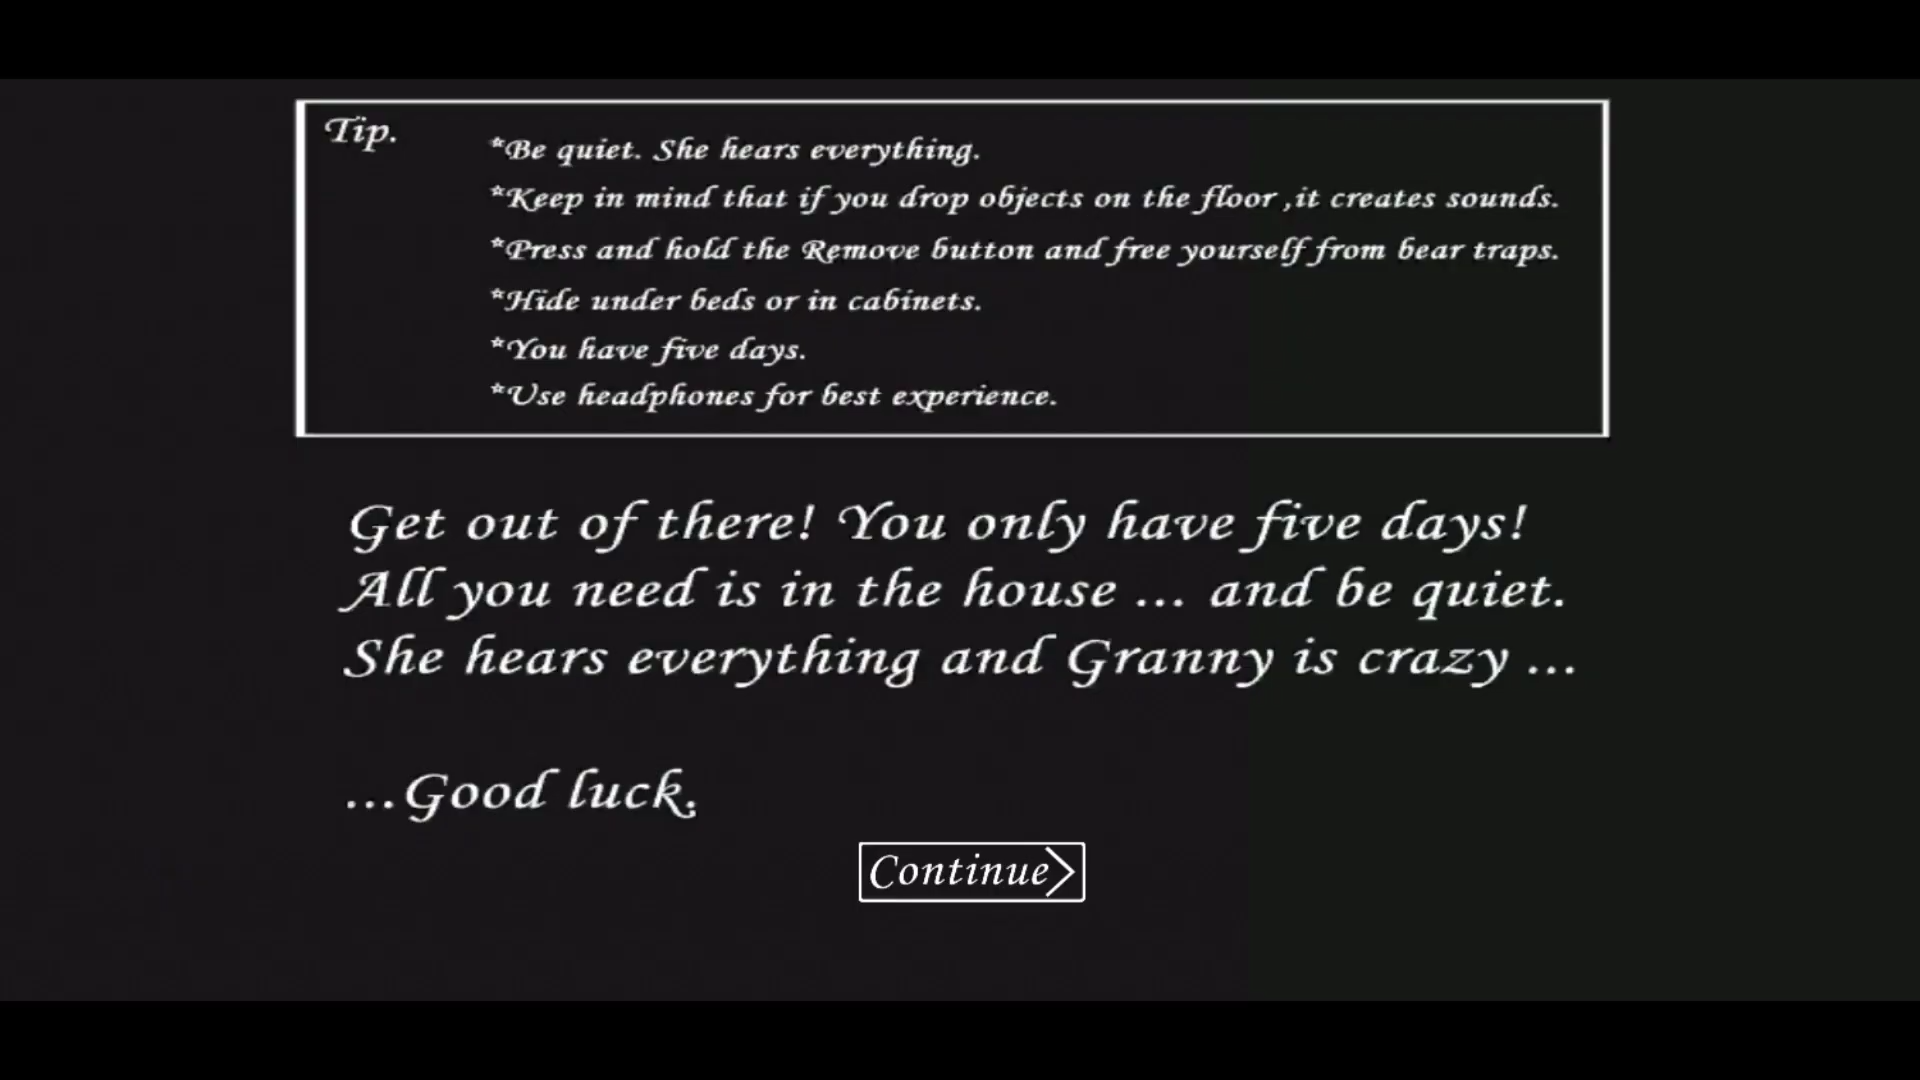 Tip.
*Be quiet. She hears everything.
*Keep in mind that if you drop objects on the floor ,it creates sounds.
*Press and hold the Remove button and free yourself from bear traps.
*Hide under beds or in cabinets.
*You have five days.
*Use headphones for best experience.
Get out of there! You only have five days!
All you need is in the house ... and be quiet.
She hears everything and Granny is crazy ...
...Good luck.
Continue>